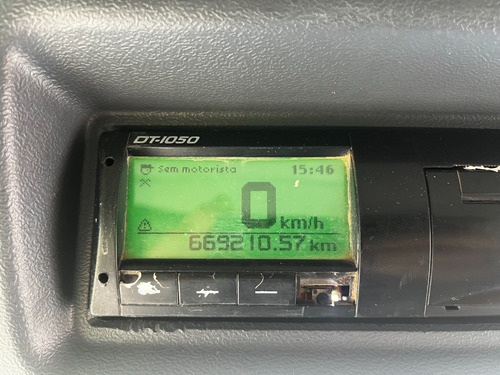 DT-1050
Sem motorista 15:46
0 km/h
669210.57 km